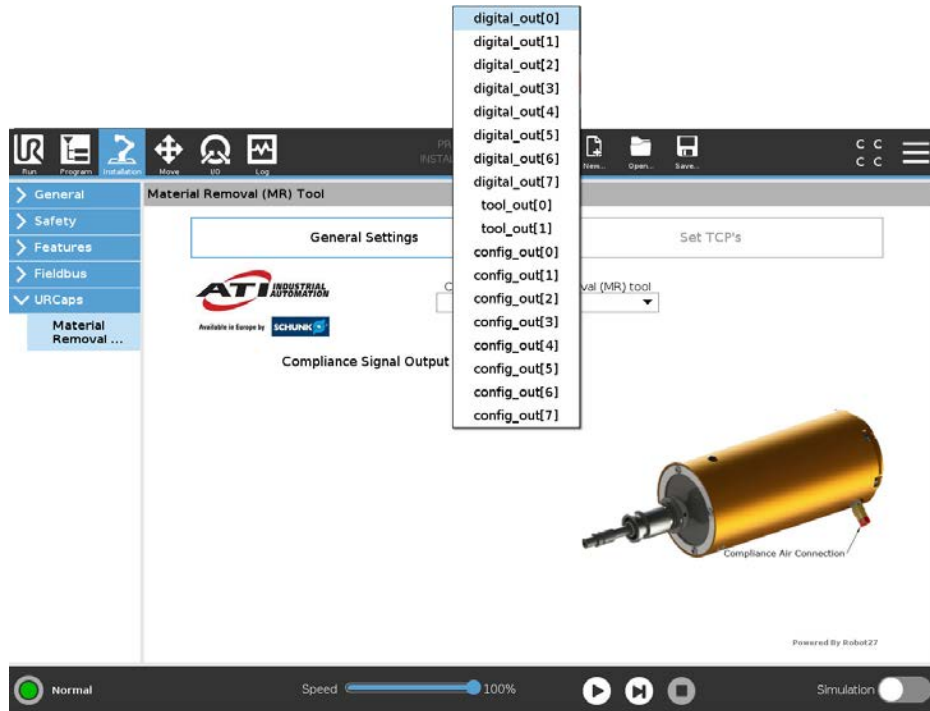 digital_out[0]
digital_out[1]
digital_out[2]
digital_out[3]
digital_out[4]
digital_out[5]
digital_out[6]
digital_out[7]
tool_out[0]
tool_out[1]
config_out[0]
config_out[1]
config_out[2]
config_out[3]
config_out[4]
config_out[5]
config_out[6]
config_out[7]
Run Program Installation Move I/O Log
PR
INSTAL
New... Open... Save...
C C
C C
General
Safety
Features
Fieldbus
URCaps
Material
Removal ...
Material Removal (MR) Tool
General Settings
Set TCP's
ATI INDUSTRIAL
AUTOMATION
Available in Europe by SCHUNK
val (MR) tool
Compliance Signal Output
Compliance Air Connection
Powered By Robot27
Normal
Speed 100%
Simulation